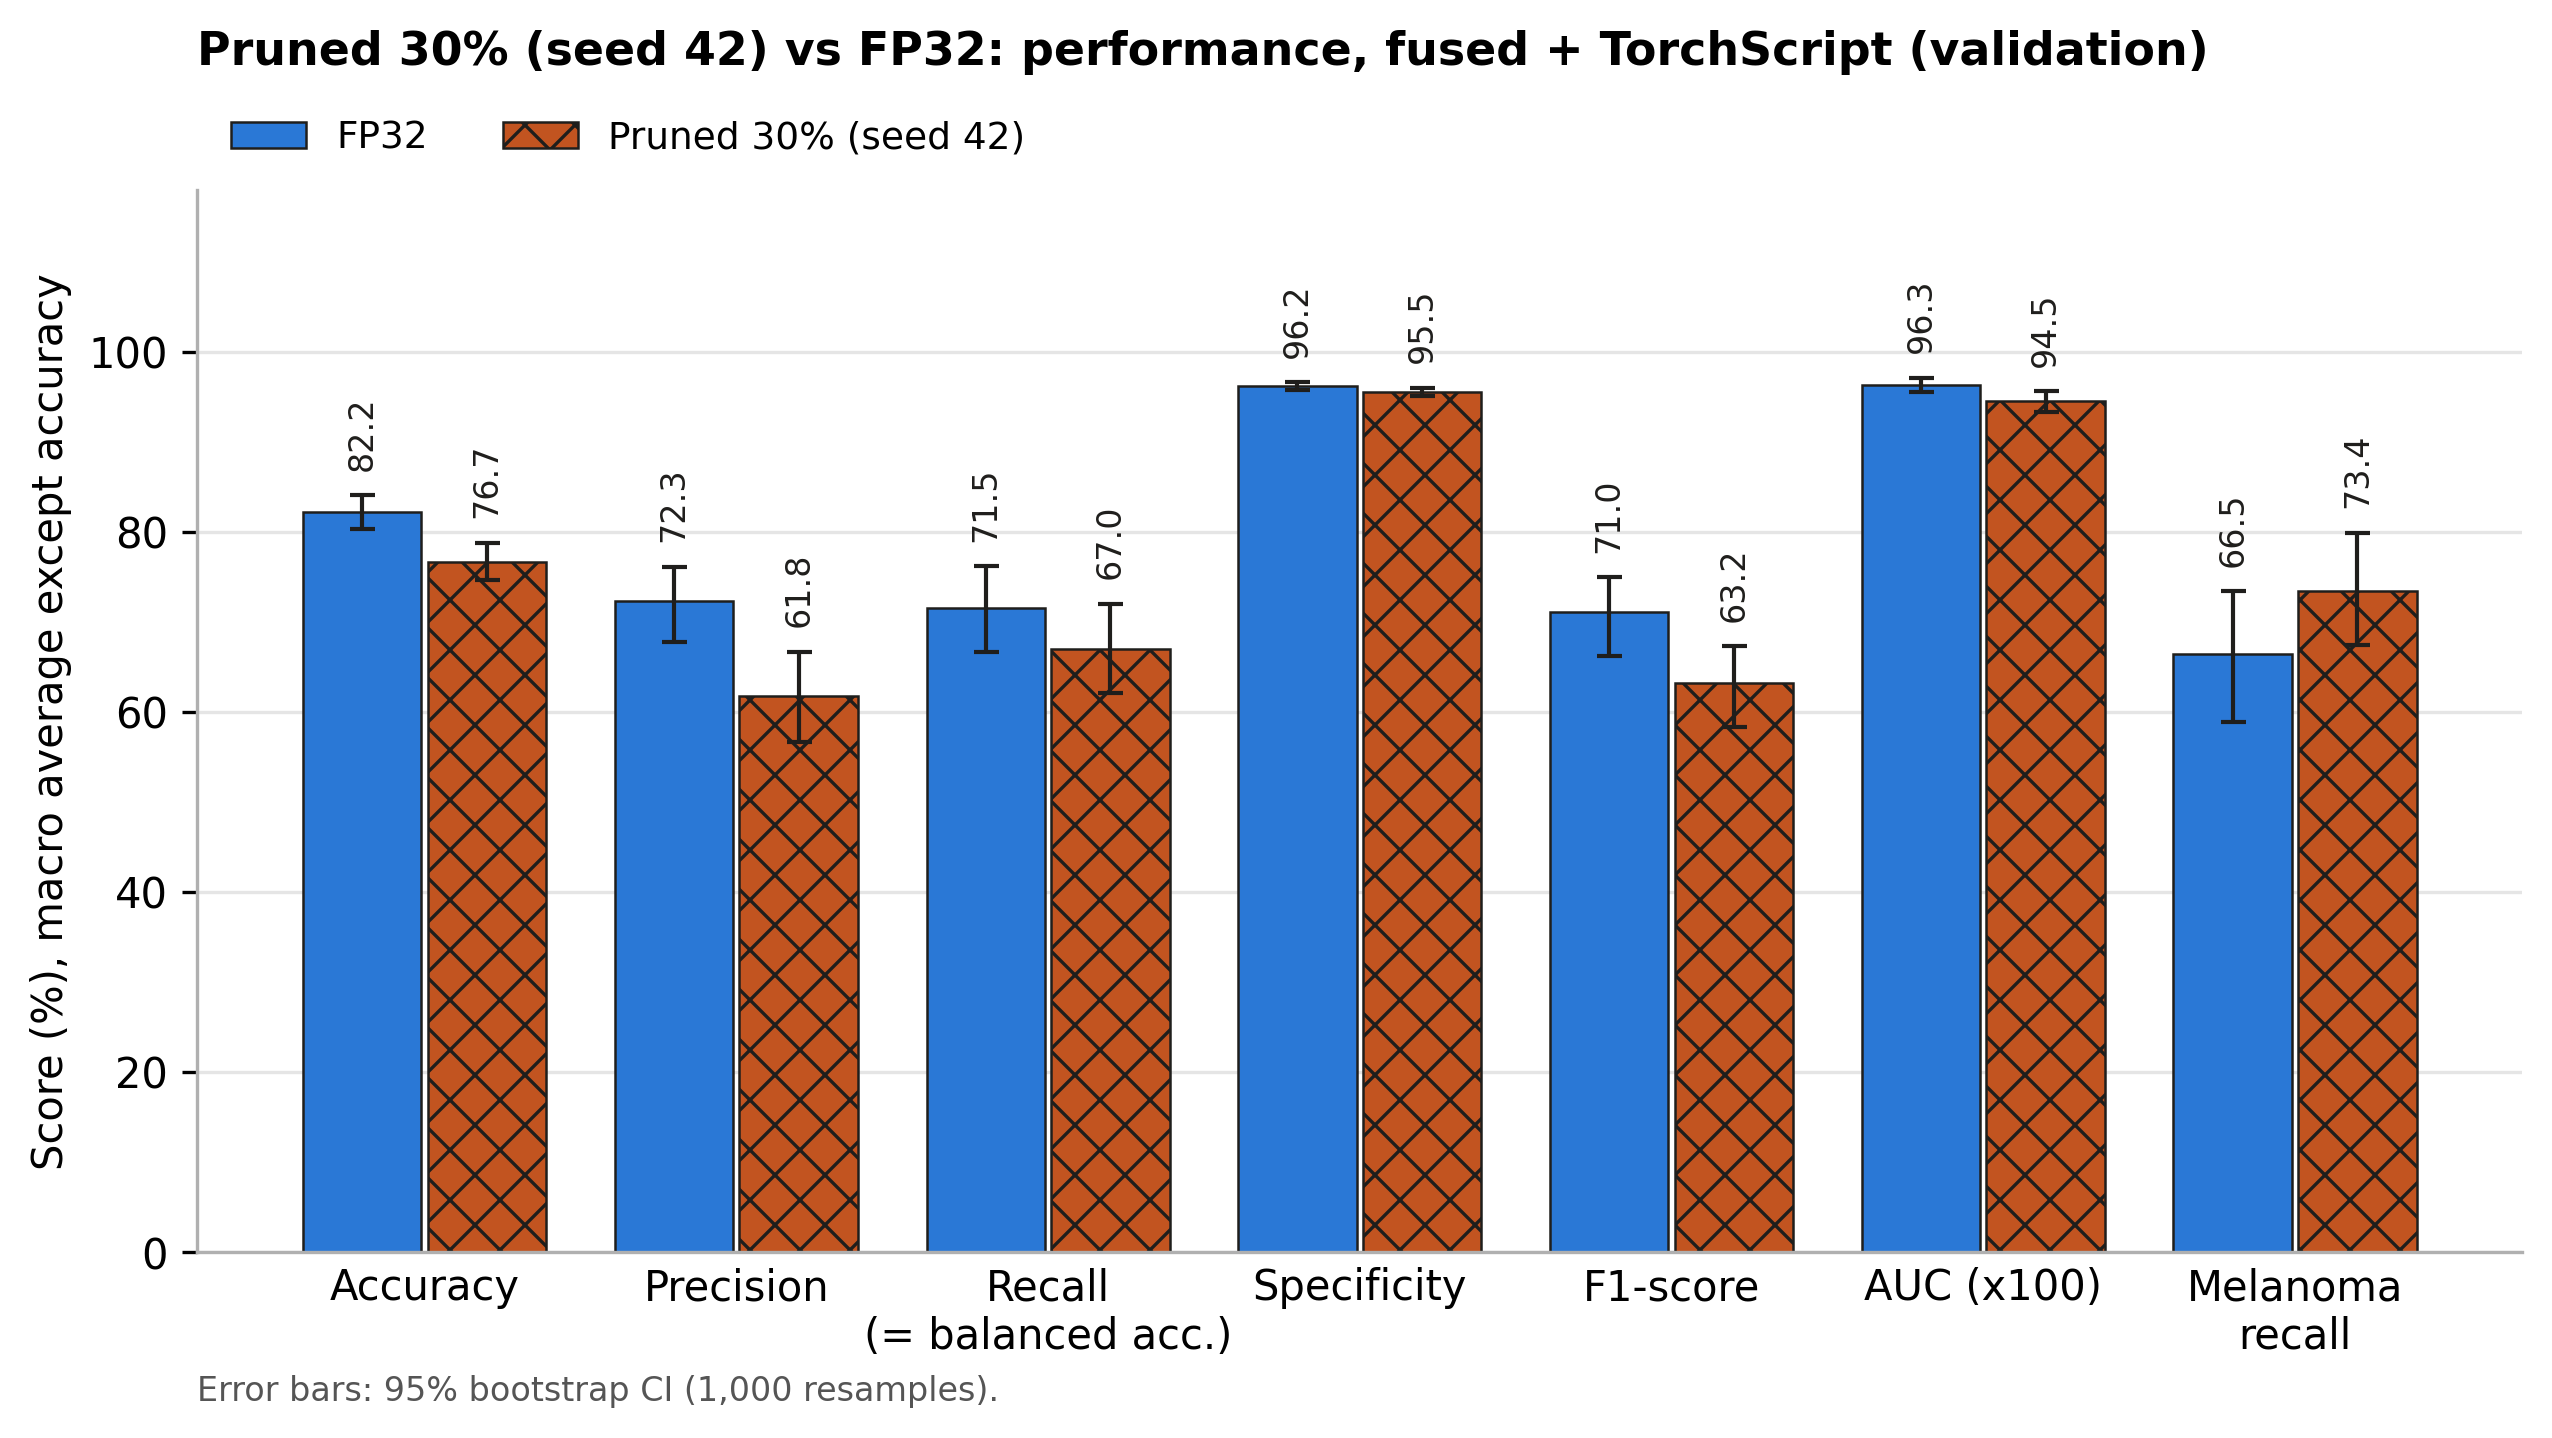 Pruned 30% (seed 42) vs FP32: performance, fused + TorchScript (validation)
FP32
Pruned 30% (seed 42)
Score (%), macro average except accuracy
100
80
60
40
20
0
82.2
76.7
72.3
61.8
71.5
67.0
96.2
95.5
71.0
63.2
96.3
94.5
66.5
73.4
Accuracy
Precision
Recall
(= balanced acc.)
Specificity
F1-score
AUC (x100)
Melanoma
recall
Error bars: 95% bootstrap CI (1,000 resamples).